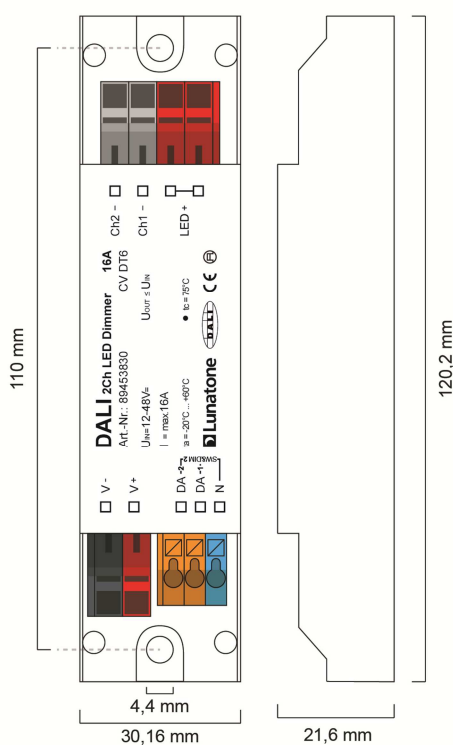 Ch2 -
Ch1 -
LED +
DALI 2Ch LED Dimmer 16A
Art.-Nr.: 89453830 CV DT6
UIN=12-48V= UOUT ≤ UIN
I = max.16A
ta = -20°C ... +60°C ● tc = 75°C
Lunatone DALI CE
V -
V +
DA -2-
DA -1-
N
SW&DIM 2
110 mm
120,2 mm
4,4 mm
30,16 mm
21,6 mm